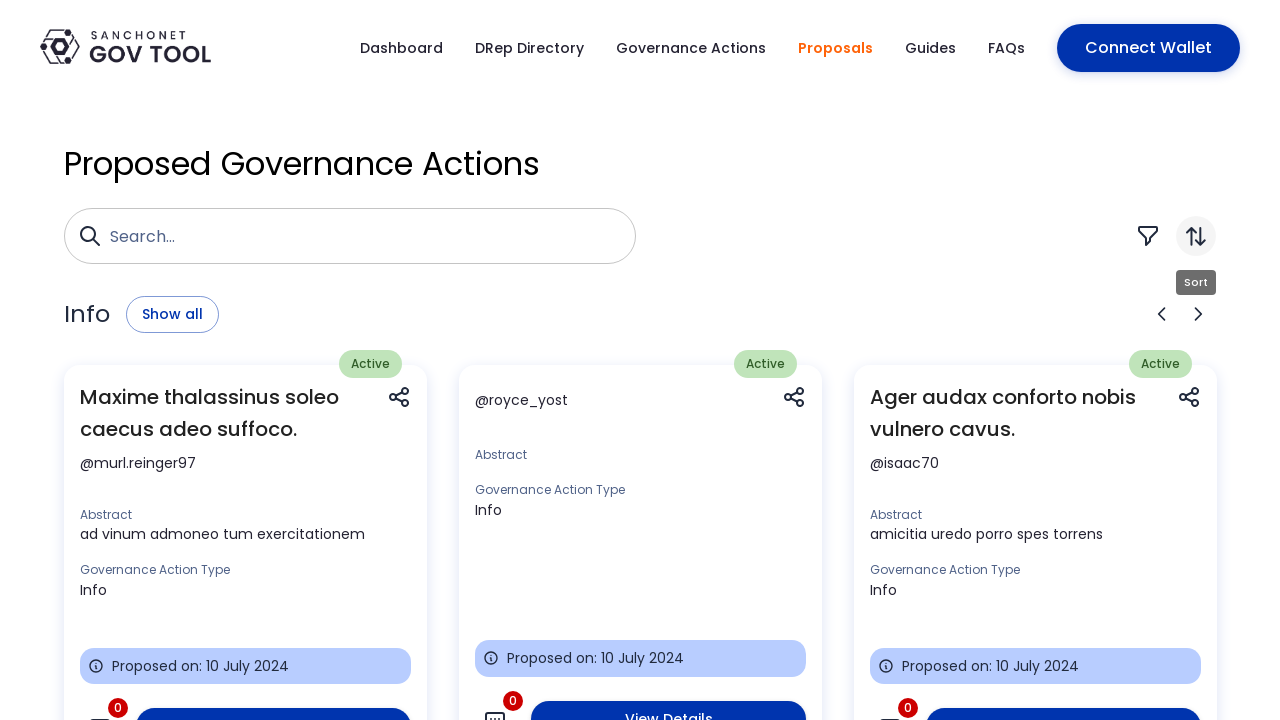 SANCHONET
GOV TOOL
Dashboard
DRep Directory
Governance Actions
Proposals
Guides
FAQs
Connect Wallet
Proposed Governance Actions
Search...
Sort
Info
Show all
Active
Maxime thalassinus soleo
caecus adeo suffoco.
@murl.reinger97
Abstract
ad vinum admoneo tum exercitationem
Governance Action Type
Info
Proposed on: 10 July 2024
0
Active
@royce_yost
Abstract
Governance Action Type
Info
Proposed on: 10 July 2024
0
View Details
Active
Ager audax conforto nobis
vulnero cavus.
@isaac70
Abstract
amicitia uredo porro spes torrens
Governance Action Type
Info
Proposed on: 10 July 2024
0